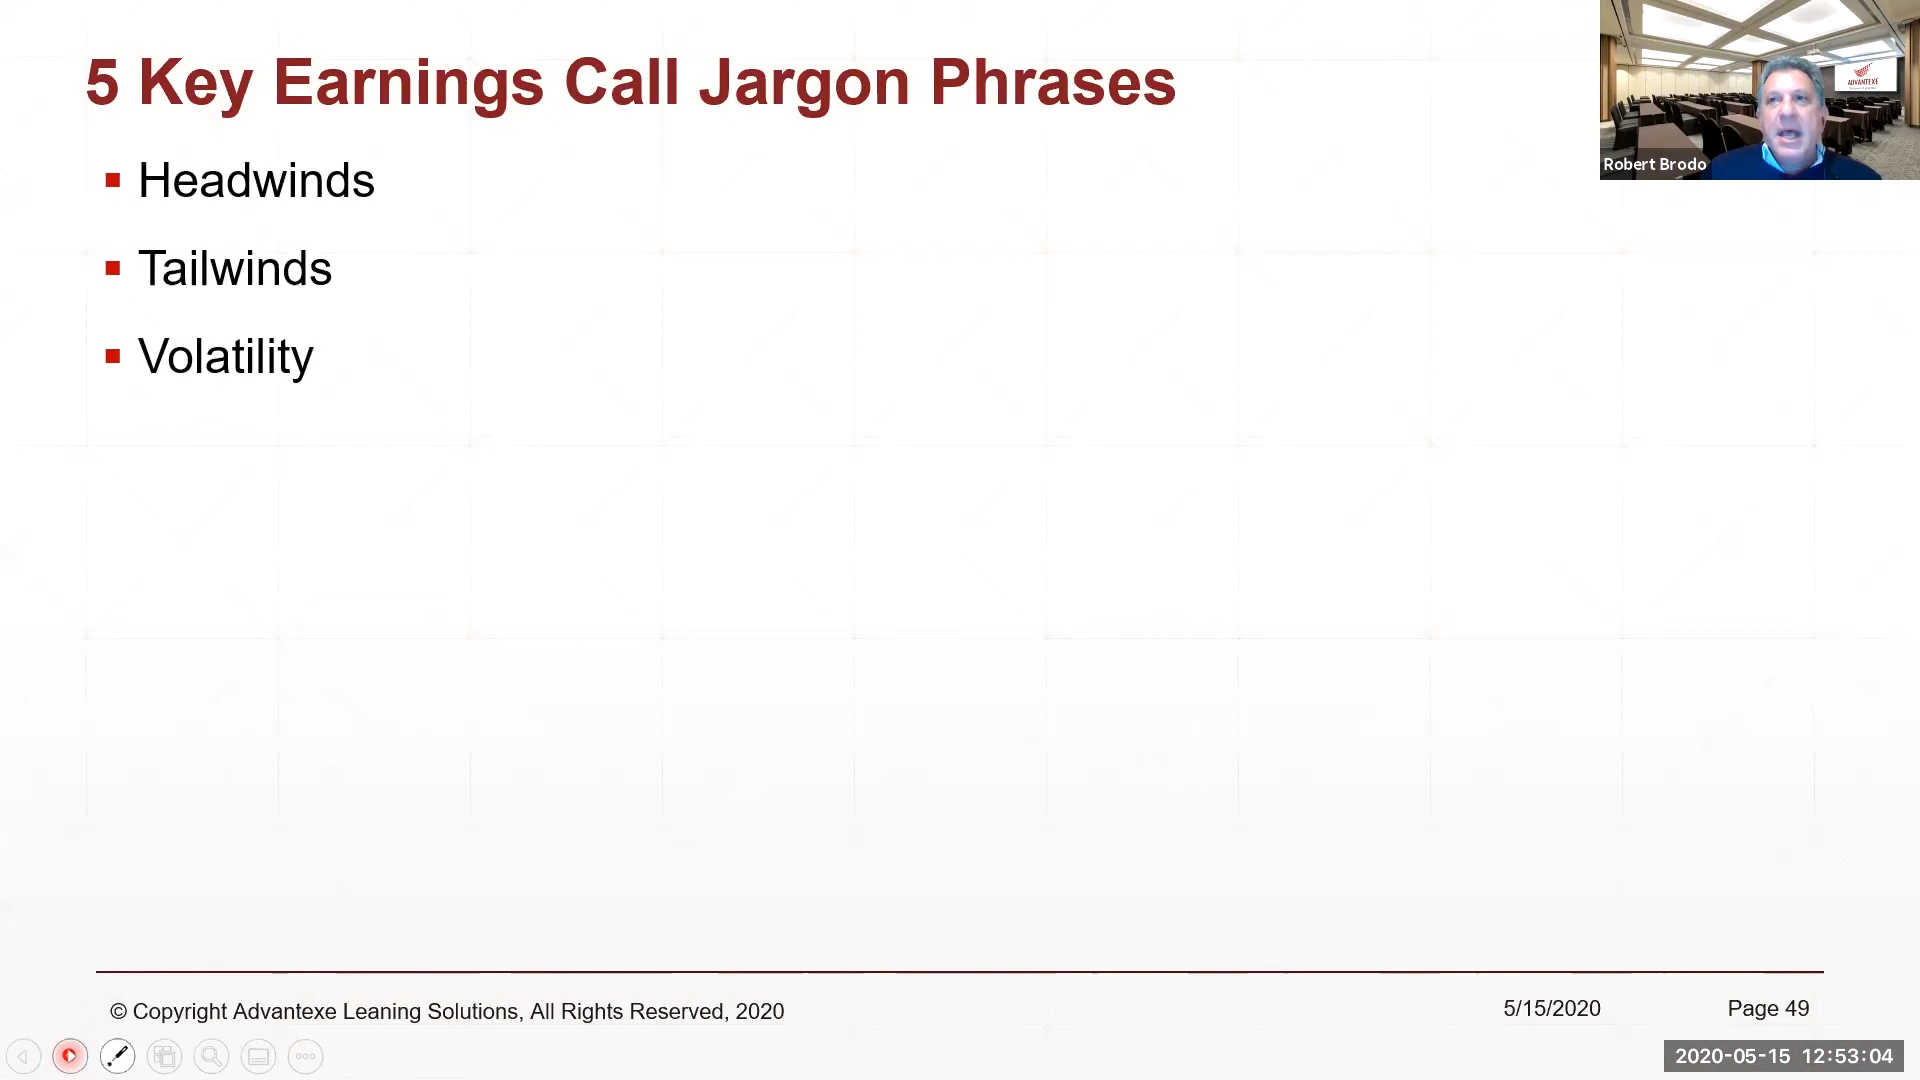 5 Key Earnings Call Jargon Phrases
Headwinds
Tailwinds
Volatility
ADVANTEXE
Robert Brodo
© Copyright Advantexe Leaning Solutions, All Rights Reserved, 2020
5/15/2020
Page 49
2020-05-15 12:53:04